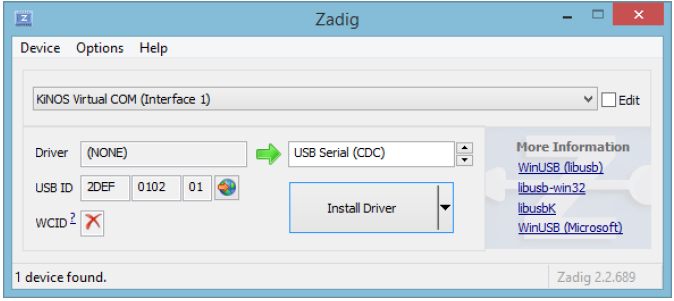 Z
Zadig
Device Options Help
KiNOS Virtual COM (Interface 1)
Edit
Driver (NONE) USB Serial (CDC)
USB ID 2DEF 0102 01
WCID ?
Install Driver
More Information
WinUSB (libusb)
libusb-win32
libusbK
WinUSB (Microsoft)
1 device found.
Zadig 2.2.689